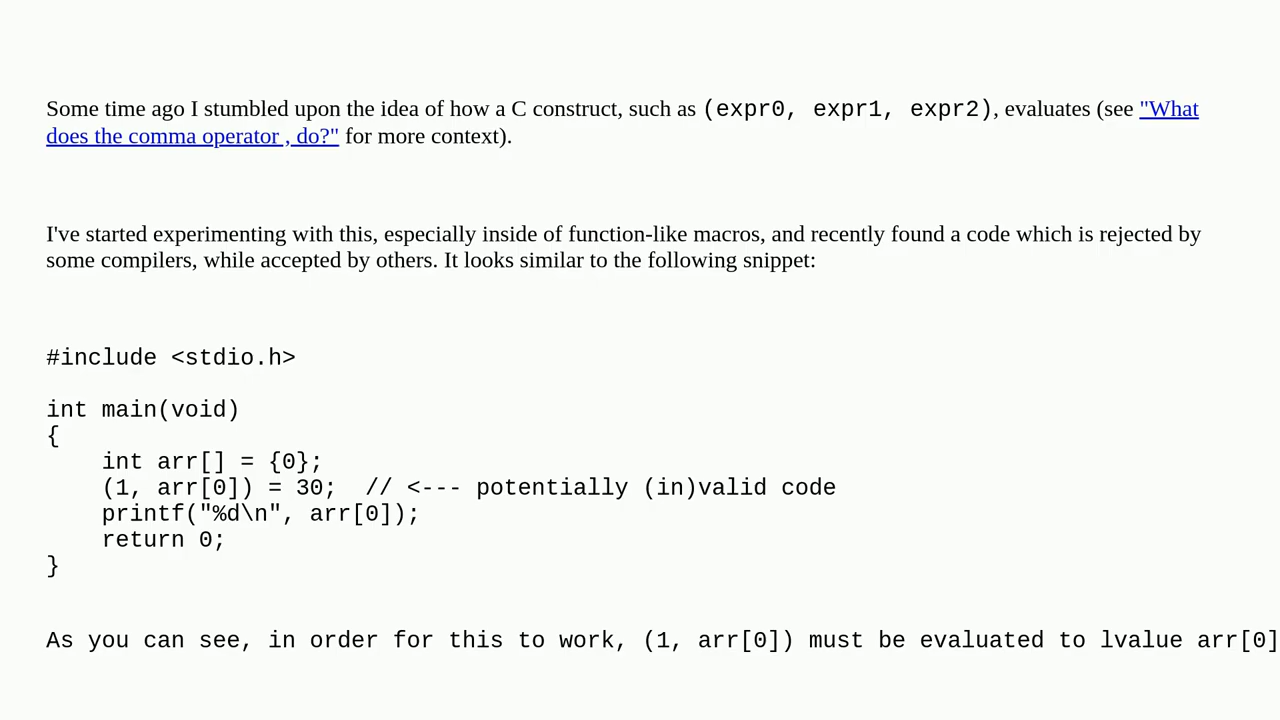 Some time ago I stumbled upon the idea of how a C construct, such as (expr0, expr1, expr2), evaluates (see "What
does the comma operator , do?" for more context).
I've started experimenting with this, especially inside of function-like macros, and recently found a code which is rejected by
some compilers, while accepted by others. It looks similar to the following snippet:
#include <stdio.h>
int main(void)
{
    int arr[] = {0};
    (1, arr[0]) = 30;  // <--- potentially (in)valid code
    printf("%d\n", arr[0]);
    return 0;
}
As you can see, in order for this to work, (1, arr[0]) must be evaluated to lvalue arr[0]